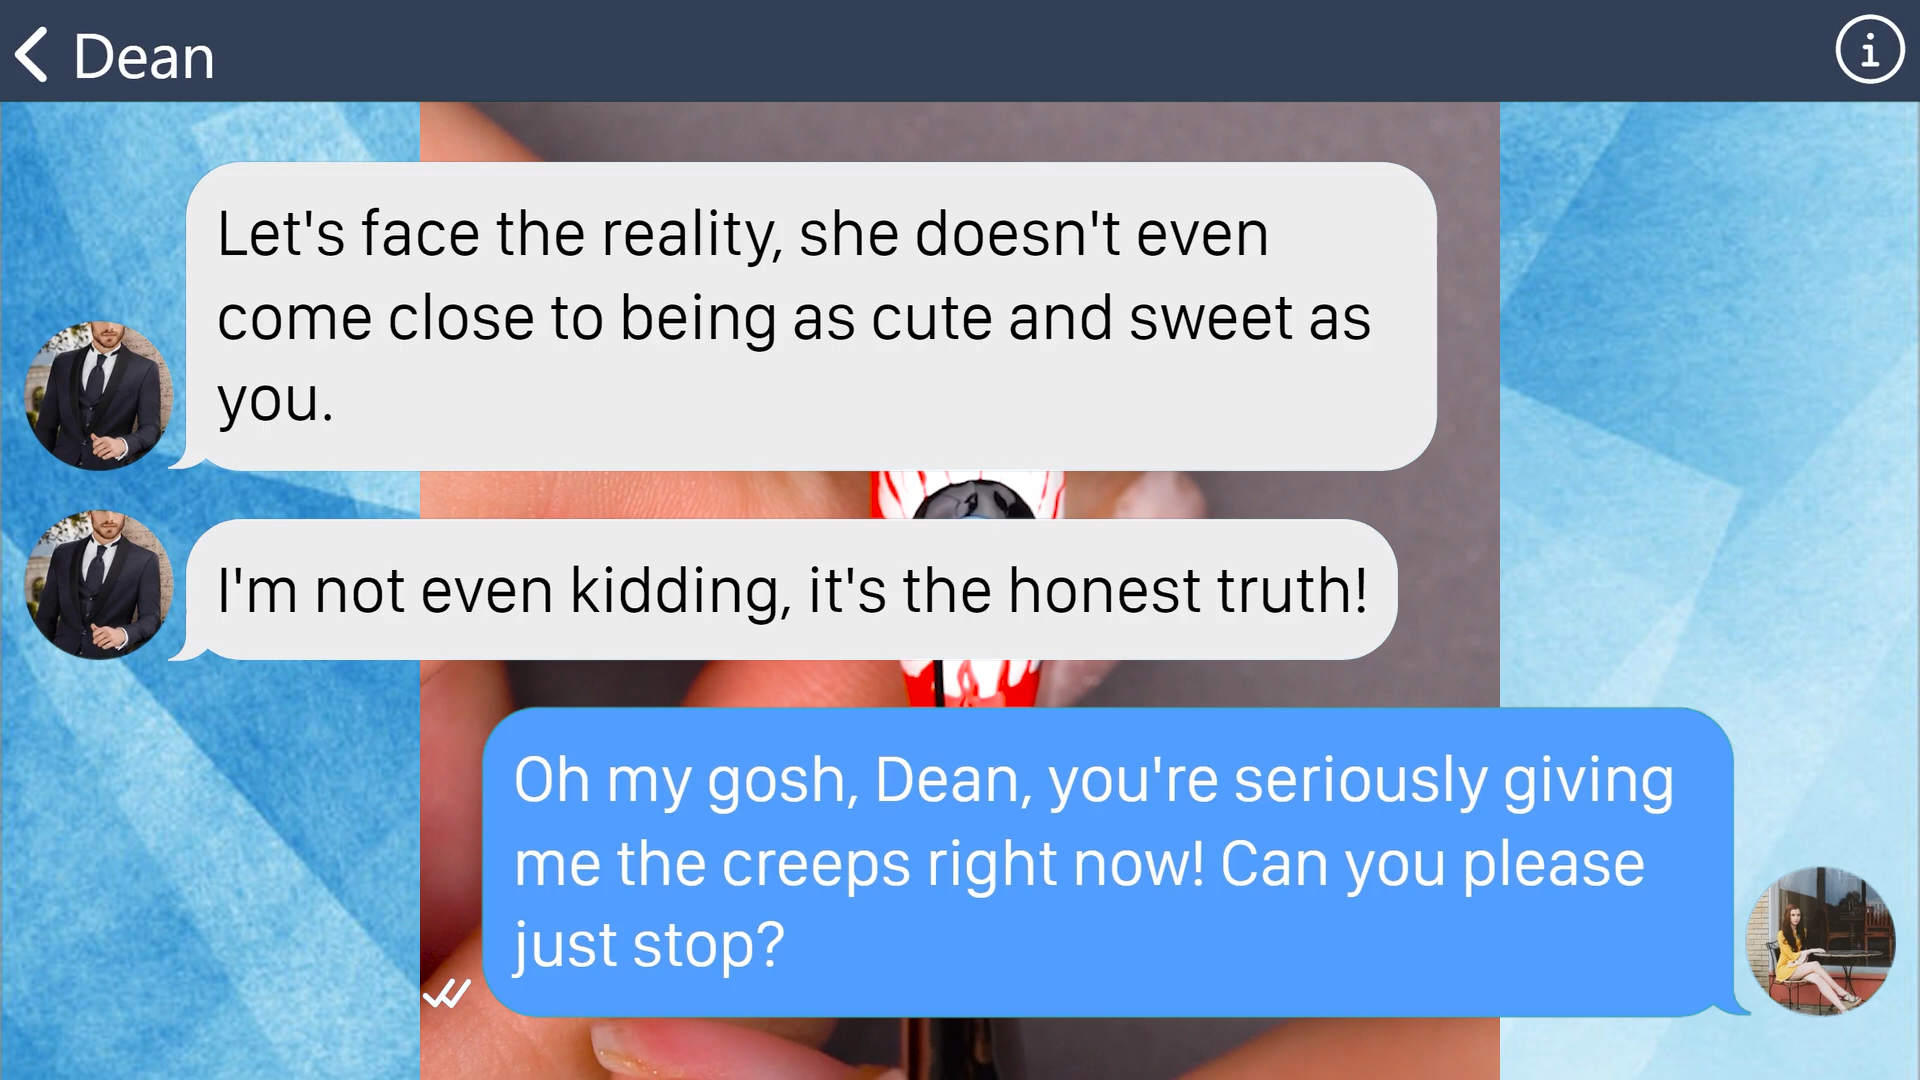 Dean
Let's face the reality, she doesn't even
come close to being as cute and sweet as
you.
I'm not even kidding, it's the honest truth!
Oh my gosh, Dean, you're seriously giving
me the creeps right now! Can you please
just stop?